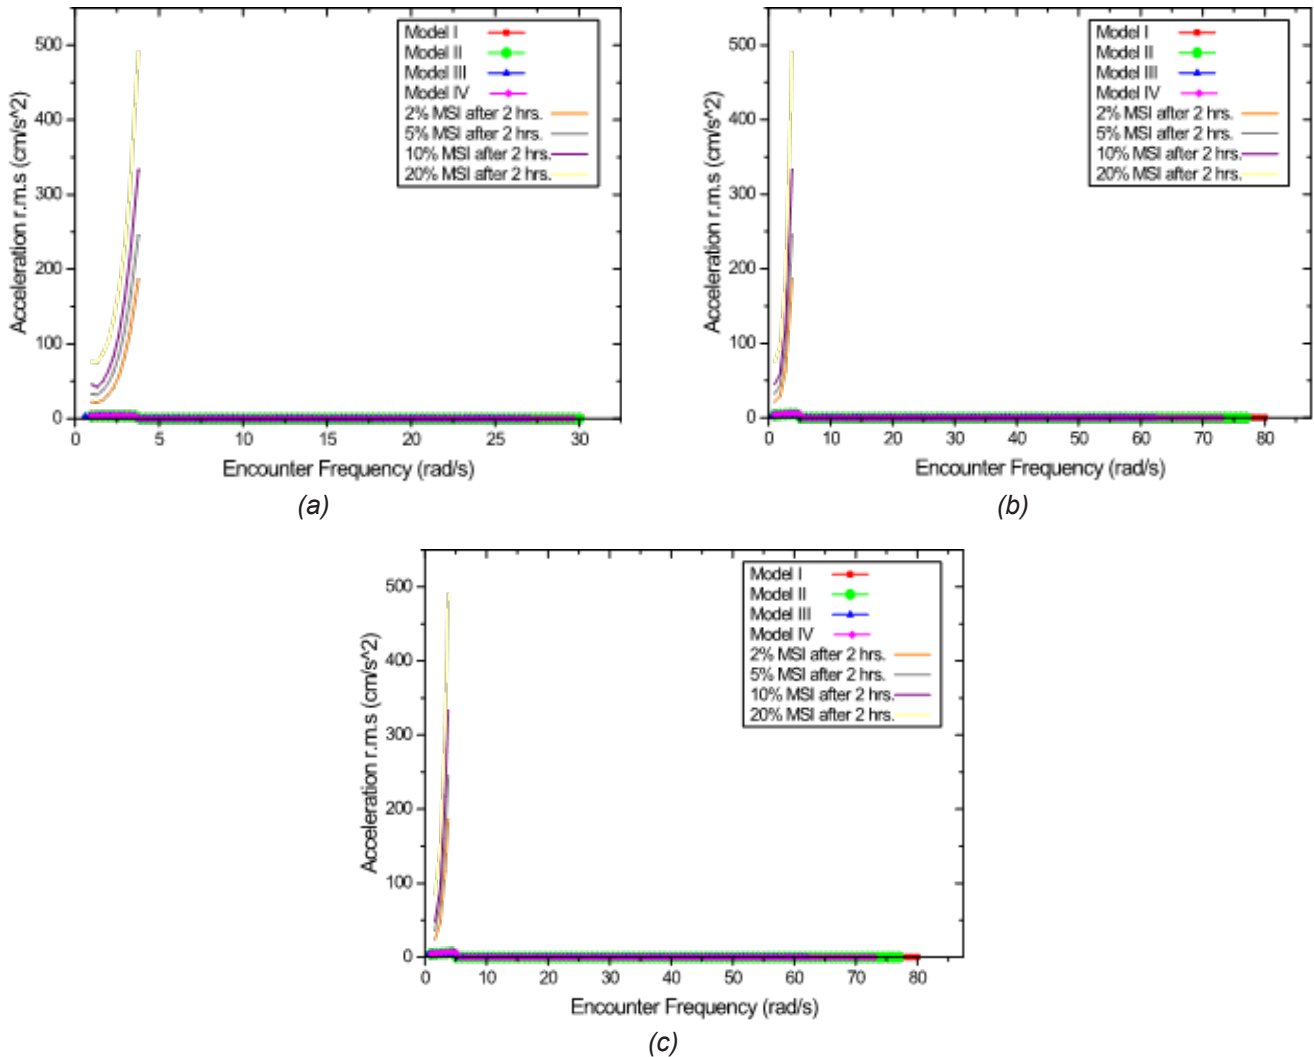 Acceleration r.m.s (cm/s^2)
500
400
300
200
100
0
0 5 10 15 20 25 30
Encounter Frequency (rad/s)
Model I
Model II
Model III
Model IV
2% MSI after 2 hrs.
5% MSI after 2 hrs.
10% MSI after 2 hrs.
20% MSI after 2 hrs.
(a)
Acceleration r.m.s (cm/s^2)
500
400
300
200
100
0
0 10 20 30 40 50 60 70 80
Encounter Frequency (rad/s)
Model I
Model II
Model III
Model IV
2% MSI after 2 hrs.
5% MSI after 2 hrs.
10% MSI after 2 hrs.
20% MSI after 2 hrs.
(b)
Acceleration r.m.s (cm/s^2)
500
400
300
200
100
0
0 10 20 30 40 50 60 70 80
Encounter Frequency (rad/s)
Model I
Model II
Model III
Model IV
2% MSI after 2 hrs.
5% MSI after 2 hrs.
10% MSI after 2 hrs.
20% MSI after 2 hrs.
(c)